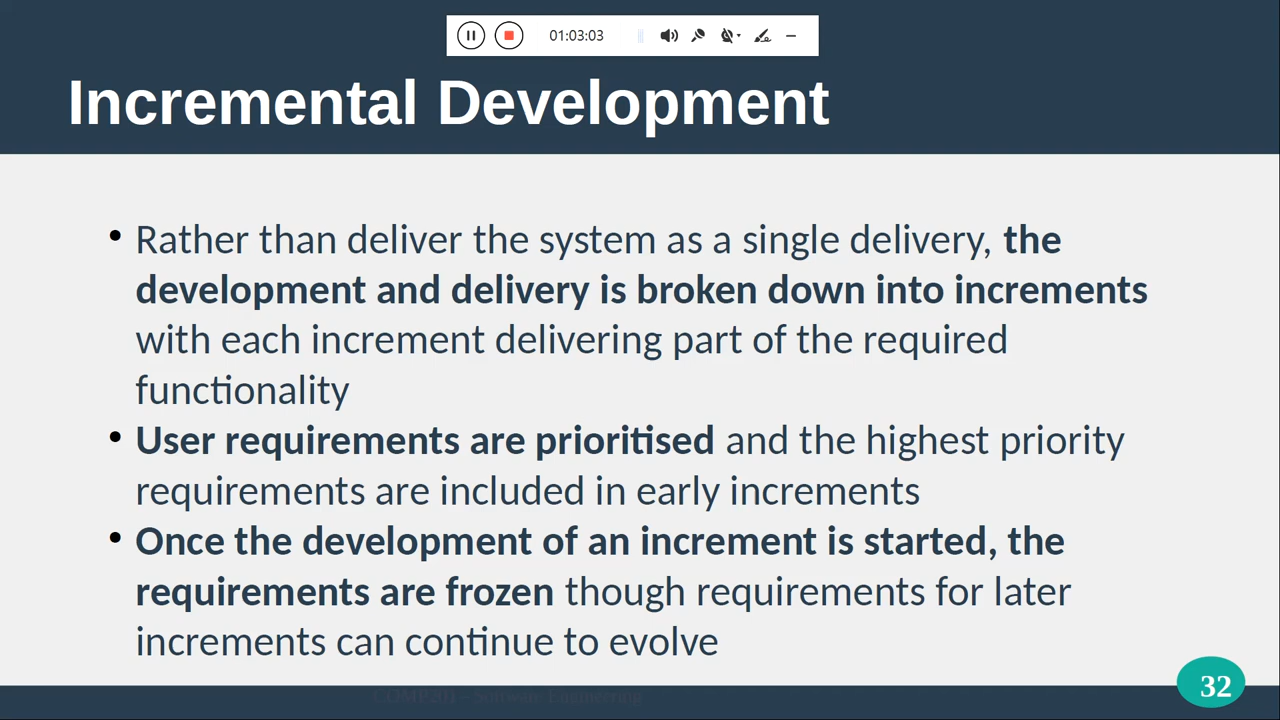 01:03:03
Incremental Development
• Rather than deliver the system as a single delivery, the
development and delivery is broken down into increments
with each increment delivering part of the required
functionality
• User requirements are prioritised and the highest priority
requirements are included in early increments
• Once the development of an increment is started, the
requirements are frozen though requirements for later
increments can continue to evolve
COMP201 – Software Engineering
32